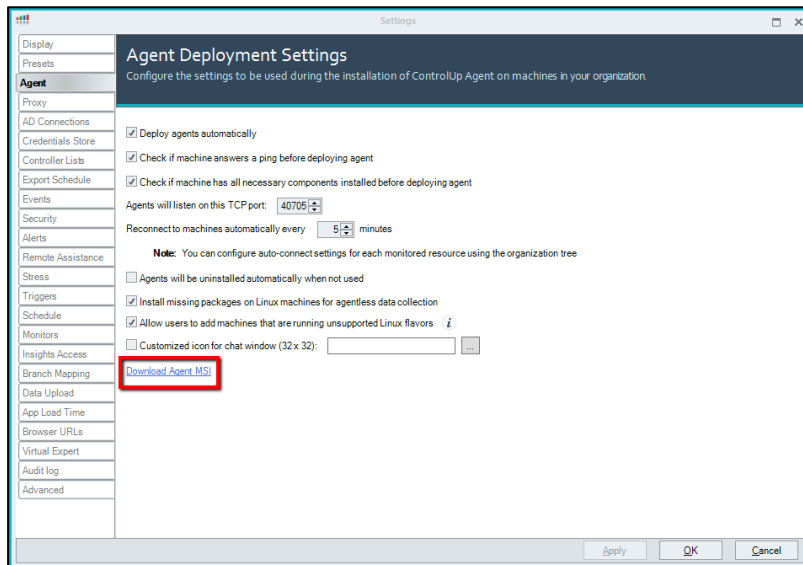 Settings
Display
Presets
Agent
Proxy
AD Connections
Credentials Store
Controller Lists
Export Schedule
Events
Security
Alerts
Remote Assistance
Stress
Triggers
Schedule
Monitors
Insights Access
Branch Mapping
Data Upload
App Load Time
Browser URLs
Virtual Expert
Audit log
Advanced
Agent Deployment Settings
Configure the settings to be used during the installation of ControlUp Agent on machines in your organization.
Deploy agents automatically
Check if machine answers a ping before deploying agent
Check if machine has all necessary components installed before deploying agent
Agents will listen on this TCP port: 40705
Reconnect to machines automatically every 5 minutes
Note: You can configure auto-connect settings for each monitored resource using the organization tree
Agents will be uninstalled automatically when not used
Install missing packages on Linux machines for agentless data collection
Allow users to add machines that are running unsupported Linux flavors i
Customized icon for chat window (32 x 32): ...
Download Agent MSI
Apply OK Cancel